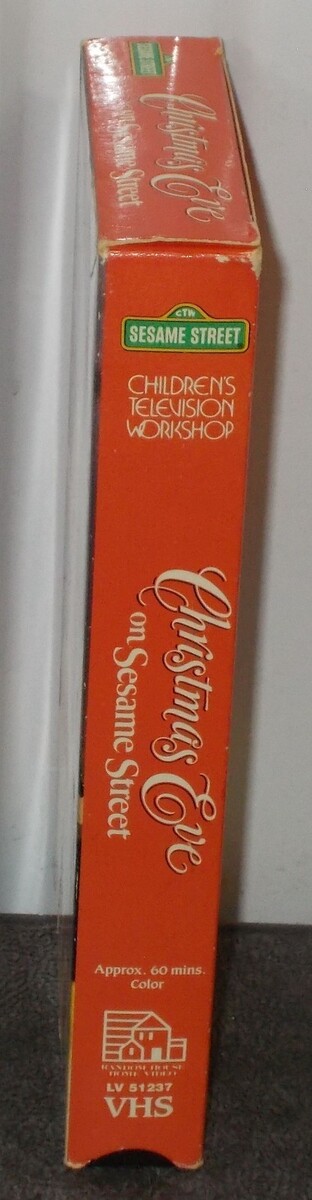 SESAME STREET
Christmas Eve
on Sesame Street
CTW
SESAME STREET
CHILDREN'S
TELEVISION
WORKSHOP
Christmas Eve
on Sesame Street
Approx. 60 mins.
Color
RANDOM HOUSE
HOME VIDEO
LV 51237
VHS